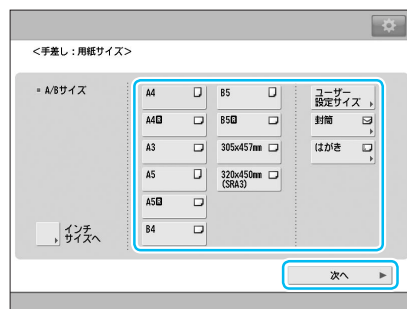 <手差し:用紙サイズ>
A/Bサイズ
A4
B5
ユーザー
設定サイズ
A4R
B5R
封筒
A3
305x457mm
はがき
A5
320x450mm
(SRA3)
A5R
インチ
サイズへ
B4
次へ